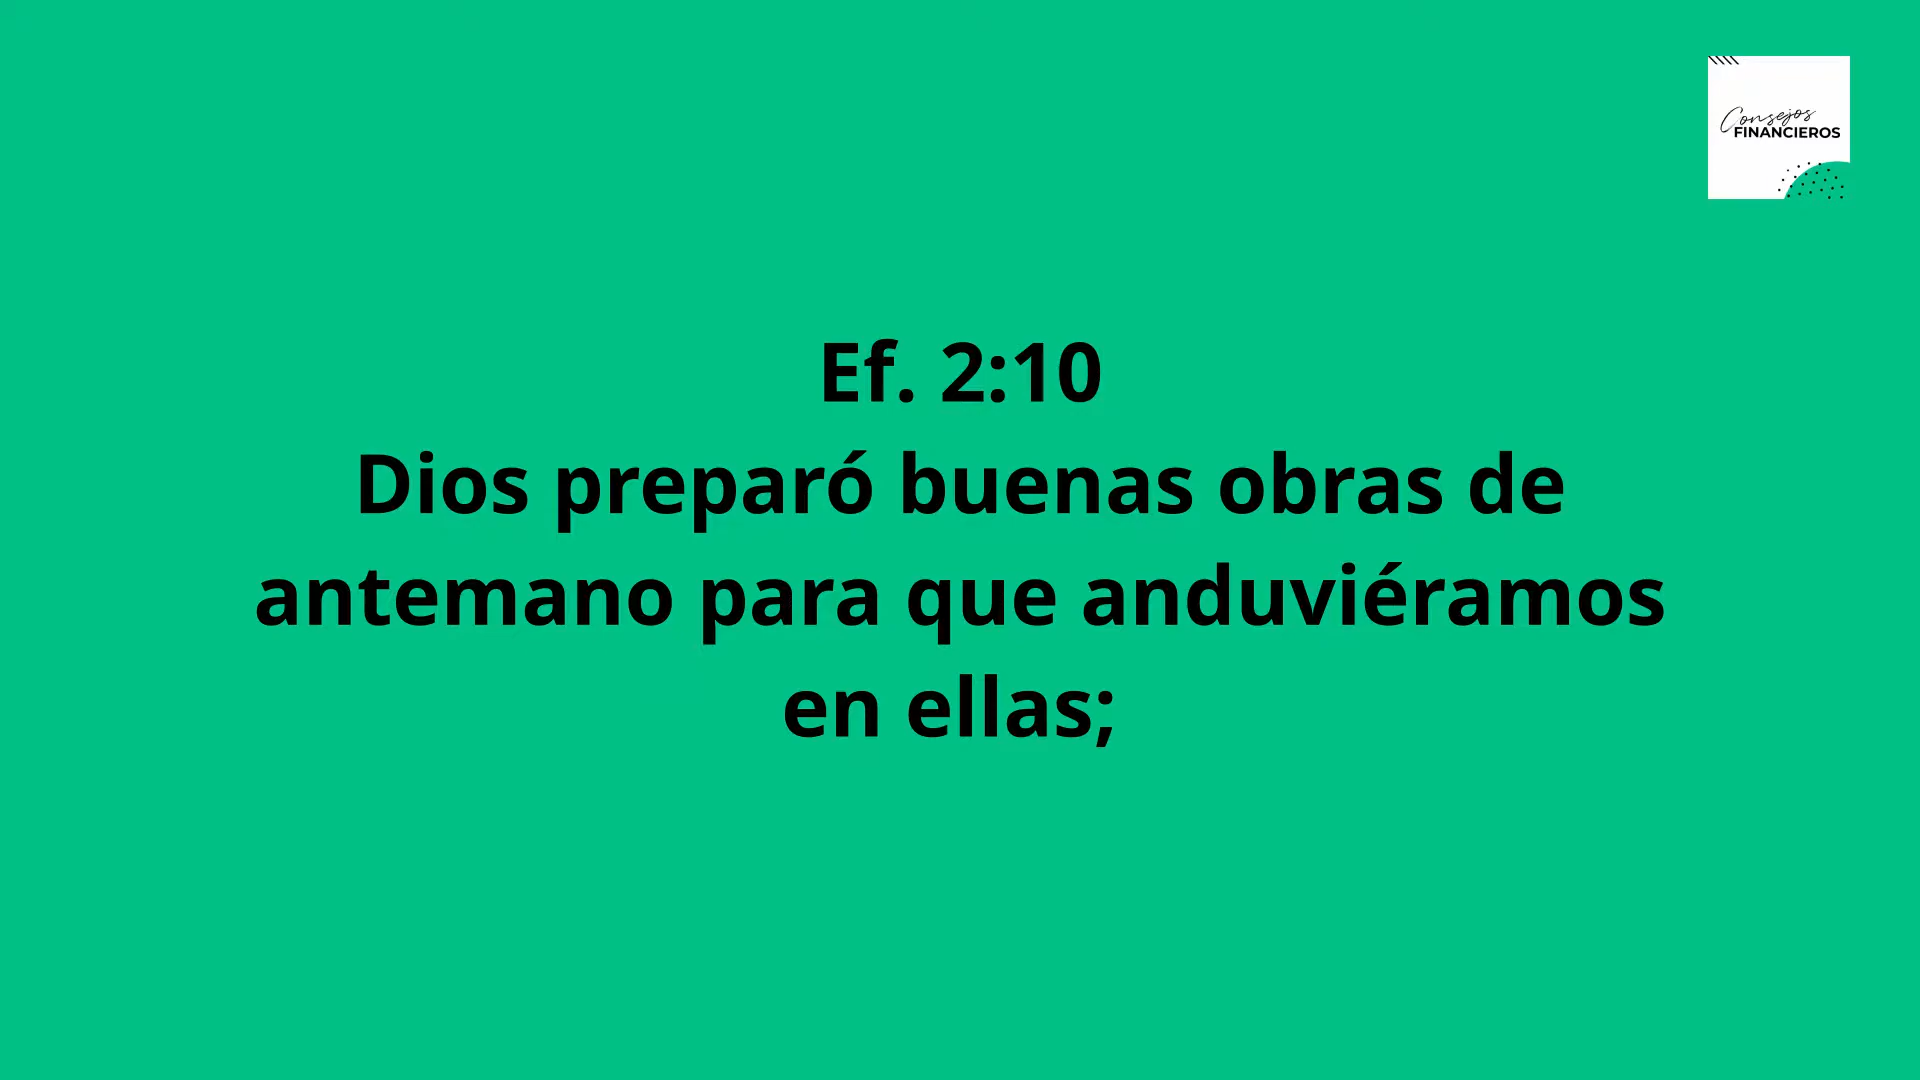 Consejos
FINANCIEROS
Ef. 2:10
Dios preparó buenas obras de
antemano para que anduviéramos
en ellas;